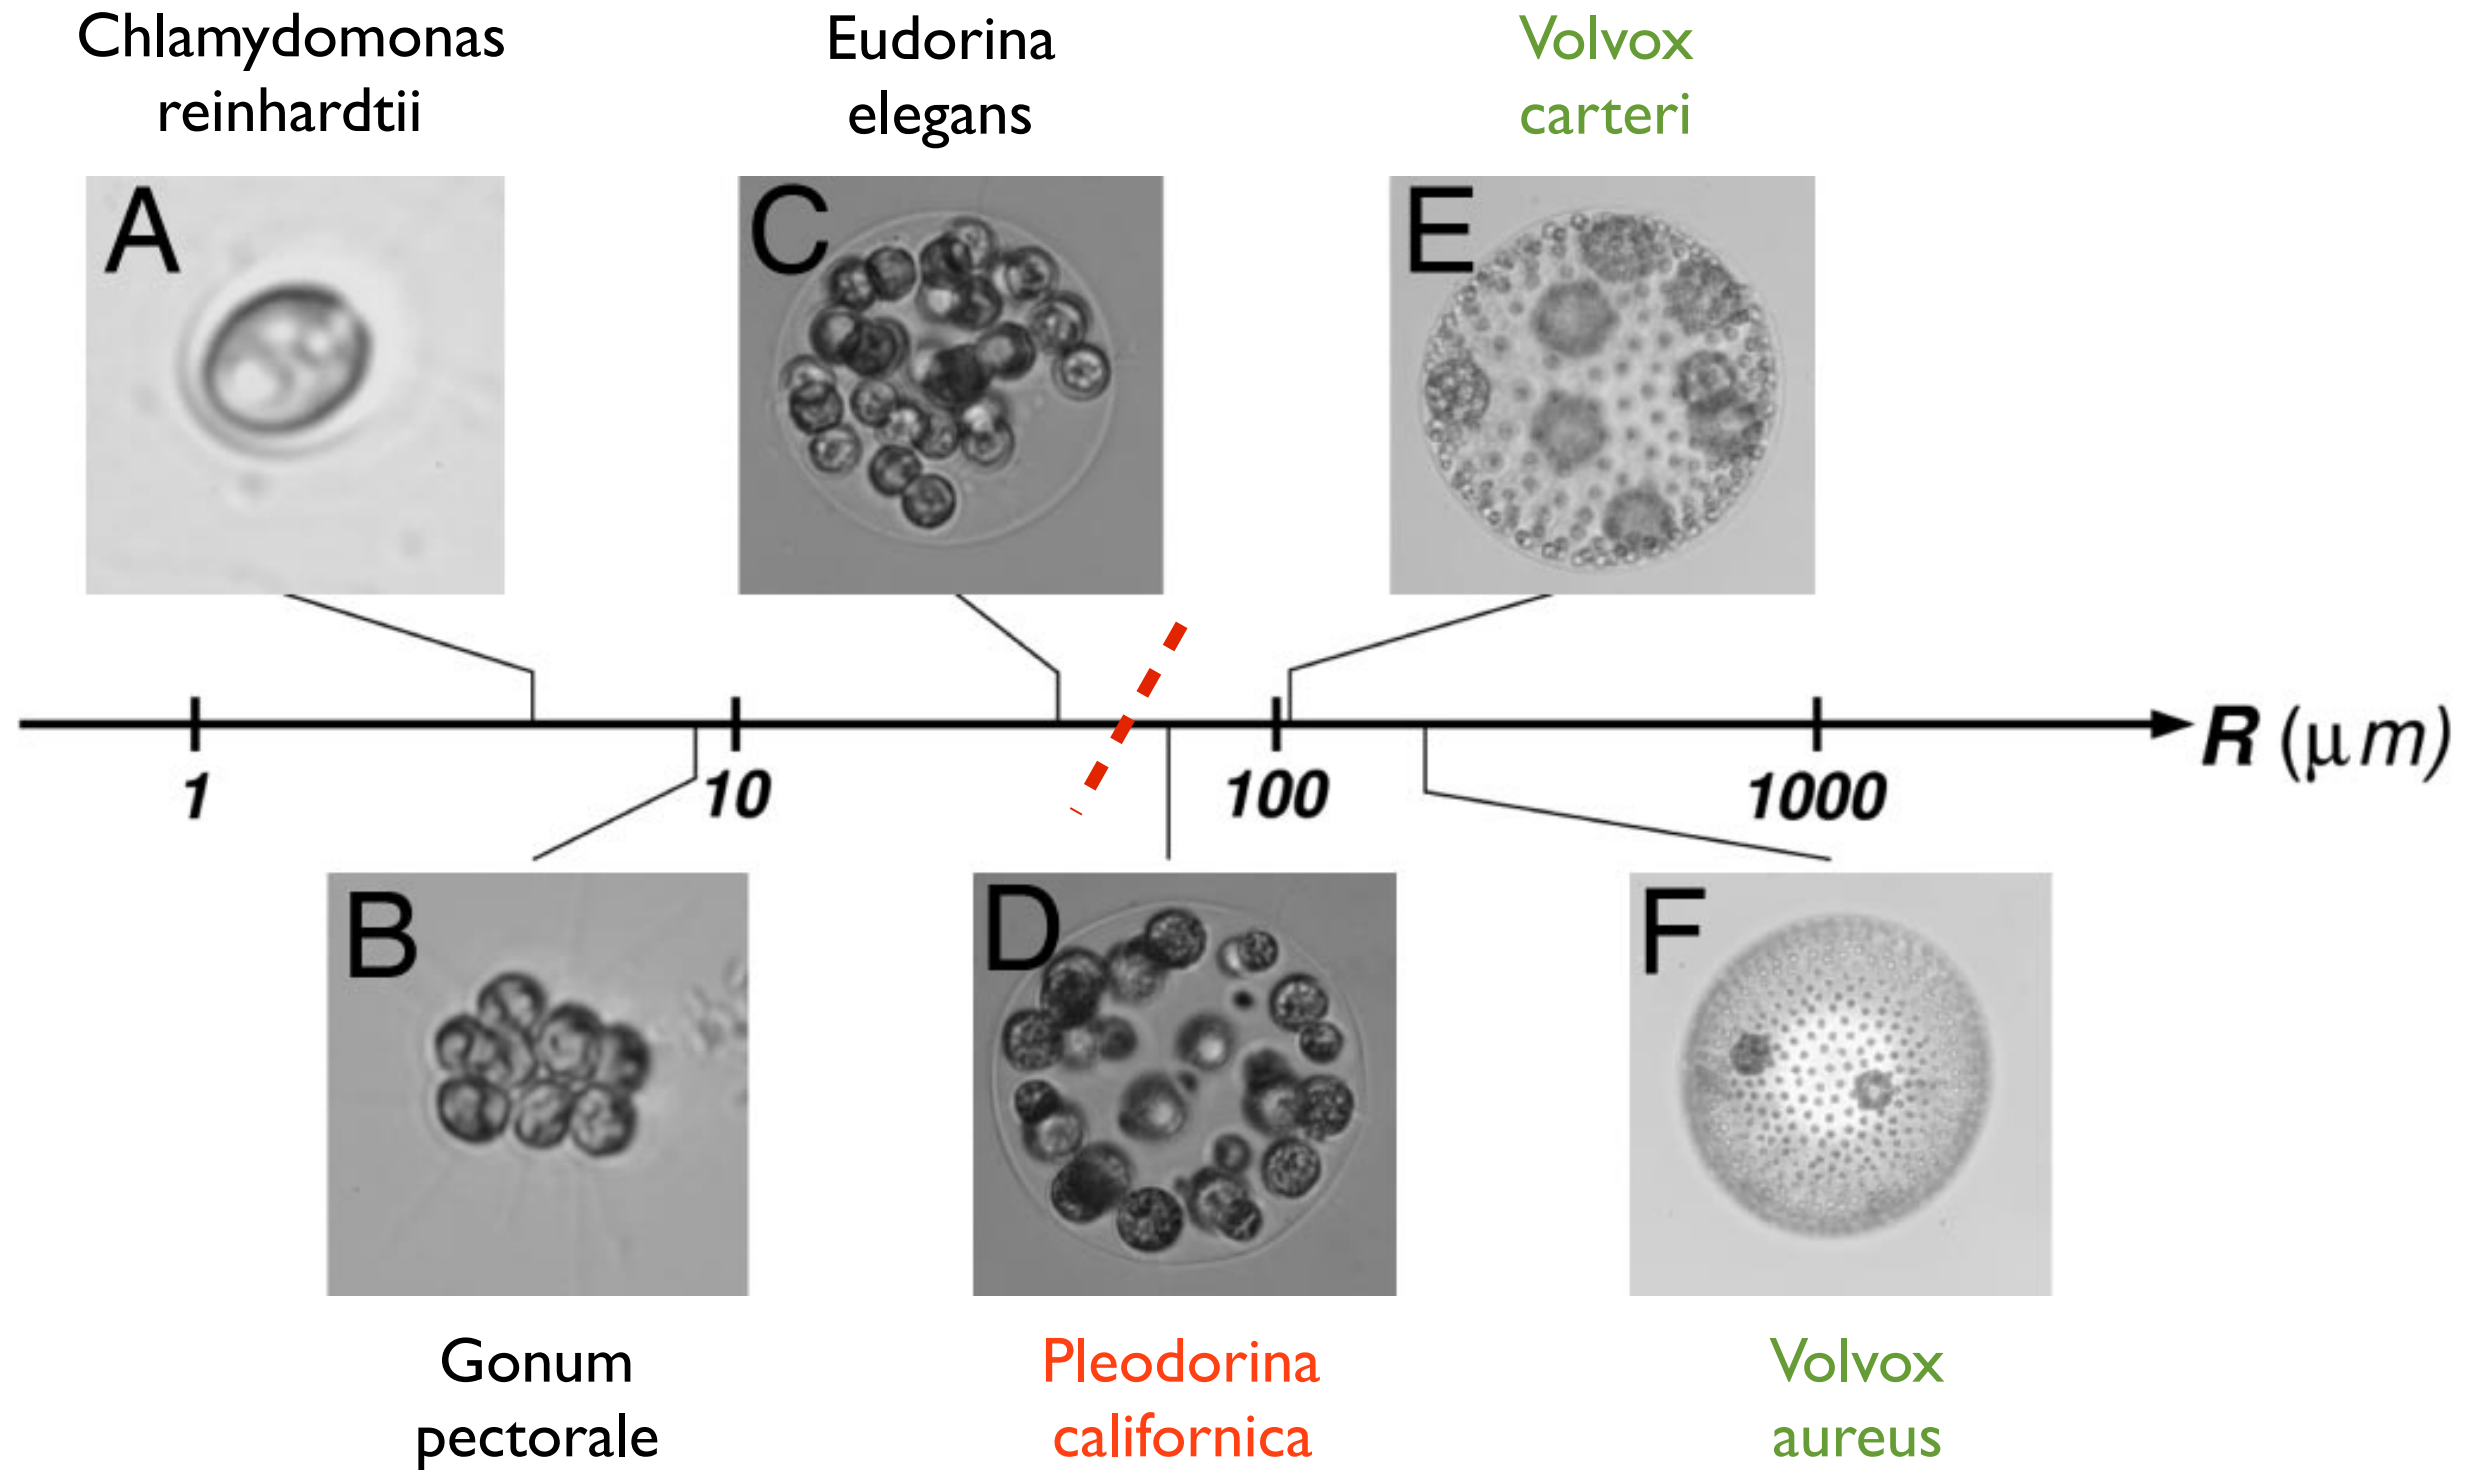 Chlamydomonas
reinhardtii
Eudorina
elegans
Volvox
carteri
A
C
E
1
10
100
1000
R (μm)
B
D
F
Gonum
pectorale
Pleodorina
californica
Volvox
aureus